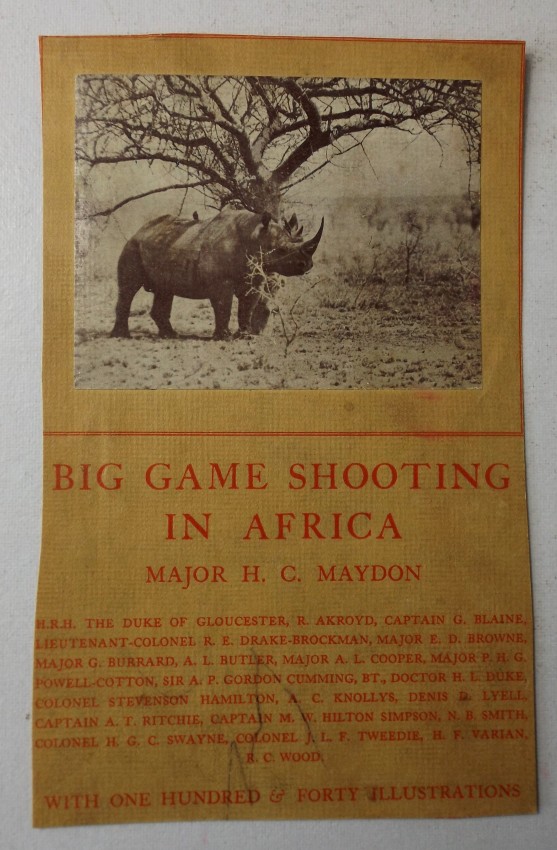 BIG GAME SHOOTING
IN AFRICA
MAJOR H. C. MAYDON
H.R.H. THE DUKE OF GLOUCESTER, R. AKROYD, CAPTAIN G. BLAINE,
LIEUTENANT-COLONEL R. E. DRAKE-BROCKMAN, MAJOR E. D. BROWNE,
MAJOR G. BURRARD, A. L. BUTLER, MAJOR A. L. COOPER, MAJOR P. H. G.
POWELL-COTTON, SIR A. P. GORDON CUMMING, BT., DOCTOR H. L. DUKE,
COLONEL STEVENSON HAMILTON, A. C. KNOLLYS, DENIS D. LYELL,
CAPTAIN A. T. RITCHIE, CAPTAIN M. W. HILTON SIMPSON, N. B. SMITH,
COLONEL H. G. C. SWAYNE, COLONEL J. L. F. TWEEDIE, H. F. VARIAN,
R. C. WOOD.
WITH ONE HUNDRED & FORTY ILLUSTRATIONS